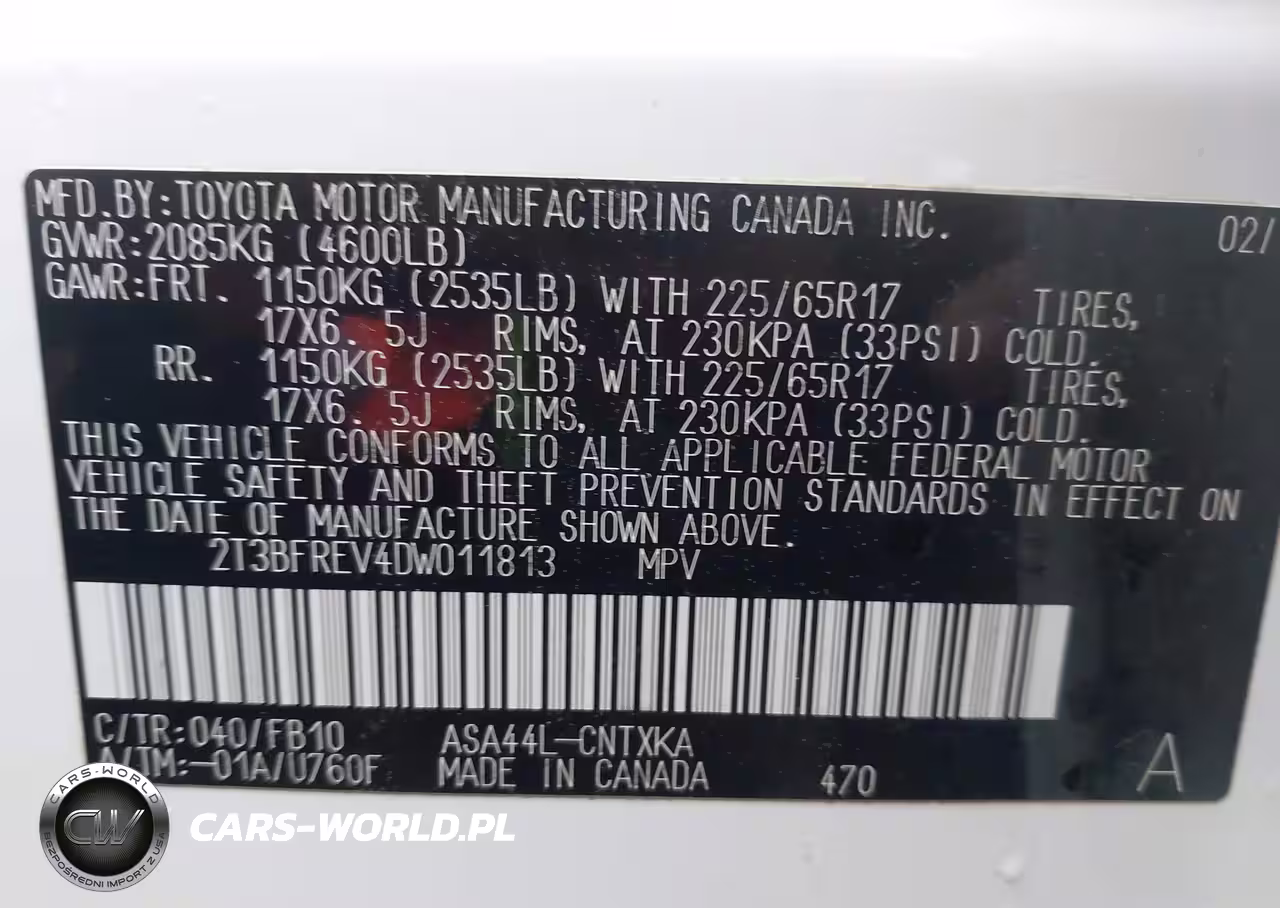 MFD.BY:TOYOTA MOTOR MANUFACTURING CANADA INC. 02/
GVWR:2085KG (4600LB)
GAWR:FRT. 1150KG (2535LB) WITH 225/65R17 TIRES,
17X6. 5J RIMS, AT 230KPA (33PSI) COLD.
RR. 1150KG (2535LB) WITH 225/65R17 TIRES,
17X6. 5J RIMS, AT 230KPA (33PSI) COLD.
THIS VEHICLE CONFORMS TO ALL APPLICABLE FEDERAL MOTOR
VEHICLE SAFETY AND THEFT PREVENTION STANDARDS IN EFFECT ON
THE DATE OF MANUFACTURE SHOWN ABOVE.
2T3BFREV4DW011813 MPV
C/TR:040/FB10 ASA44L-CNTXKA
A/TM:-01A/U760F MADE IN CANADA 470 A
CARS-WORLD
CW
BEZPOŚREDNI IMPORT Z USA
CARS-WORLD.PL